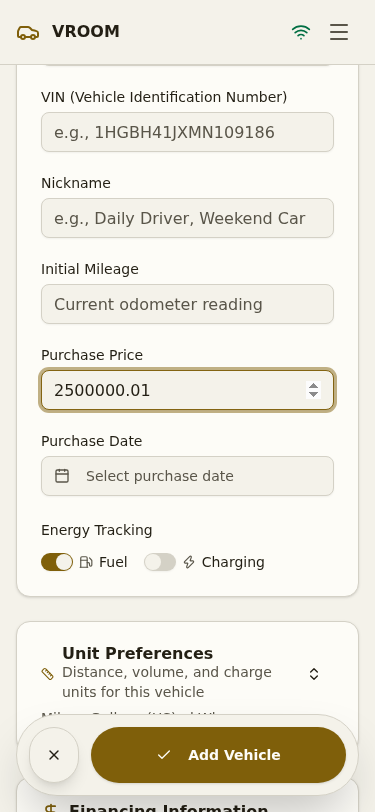 VROOM
VIN (Vehicle Identification Number)
e.g., 1HGBH41JXMN109186
Nickname
e.g., Daily Driver, Weekend Car
Initial Mileage
Current odometer reading
Purchase Price
2500000.01
Purchase Date
Select purchase date
Energy Tracking
Fuel
Charging
Unit Preferences
Distance, volume, and charge
units for this vehicle
Add Vehicle
Financing Information